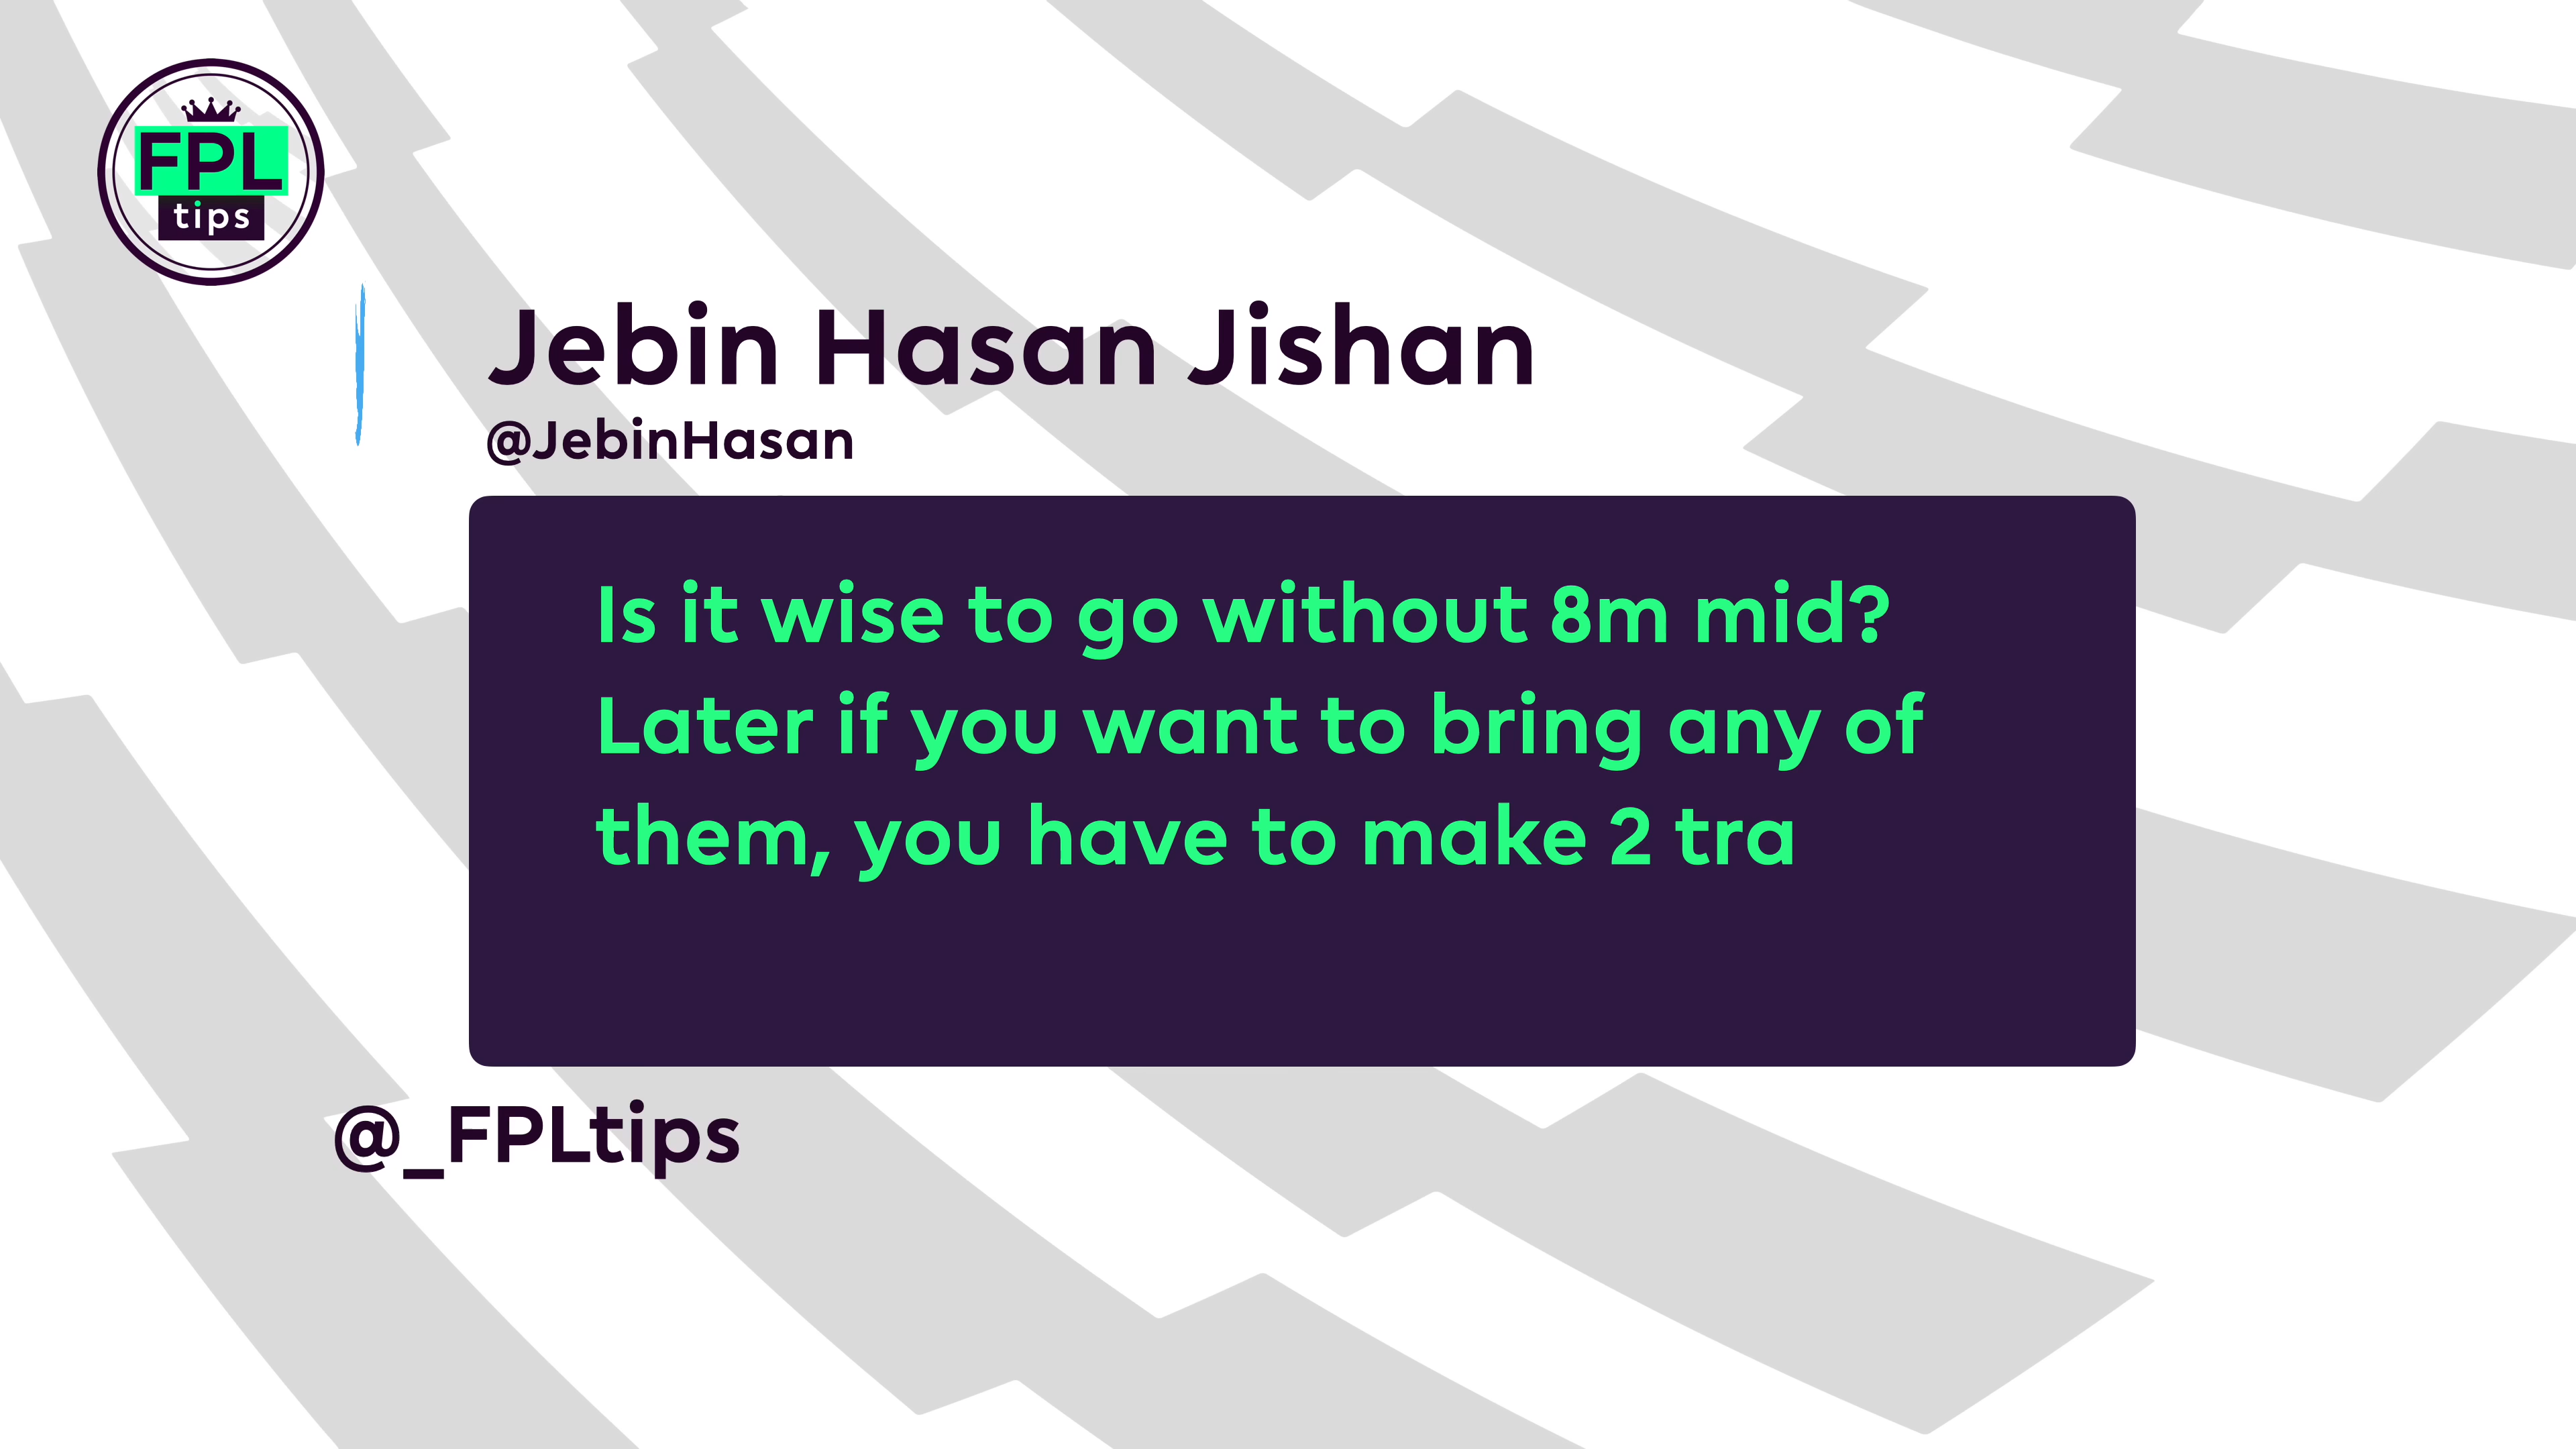 FPL
tips
Jebin Hasan Jishan
@JebinHasan
Is it wise to go without 8m mid?
Later if you want to bring any of
them, you have to make 2 tra
@_FPLtips